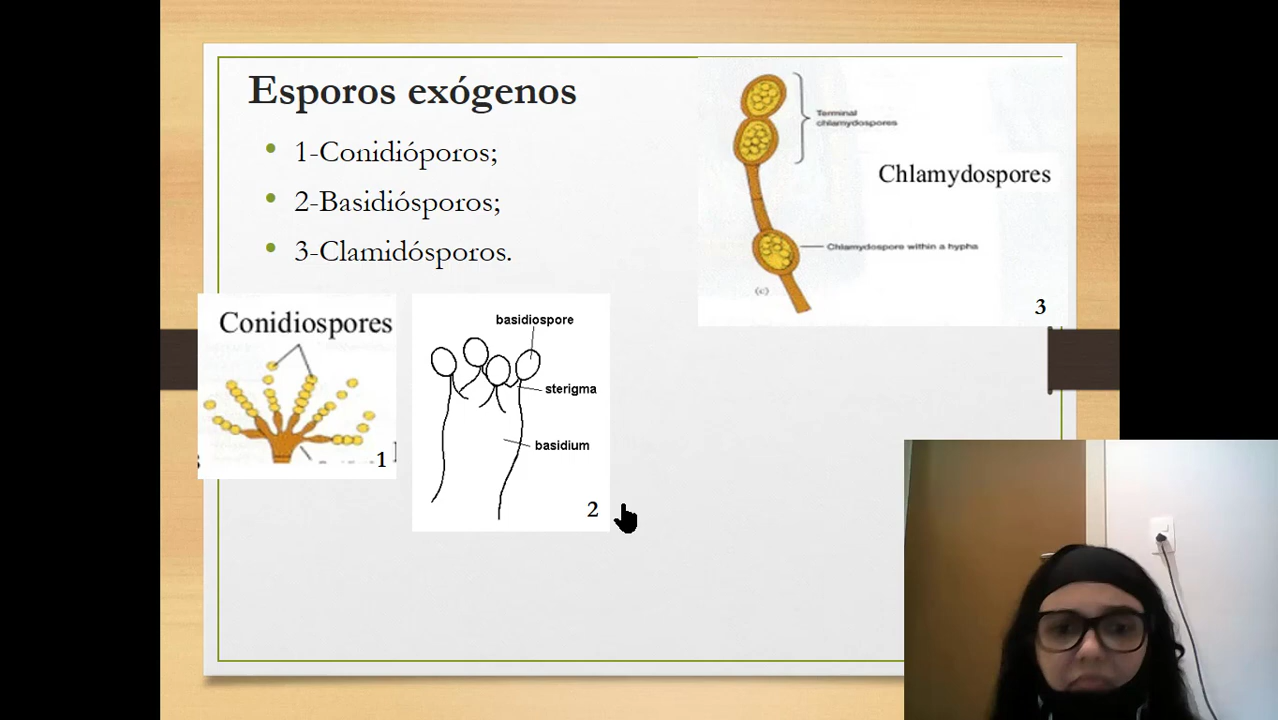 Esporos exógenos
1-Conidióporos;
2-Basidiósporos;
3-Clamidósporos.
Terminal
chlamydospores
Chlamydospores
Chlamydospore within a hypha
(c)
3
Conidiospores
1
basidiospore
sterigma
basidium
2